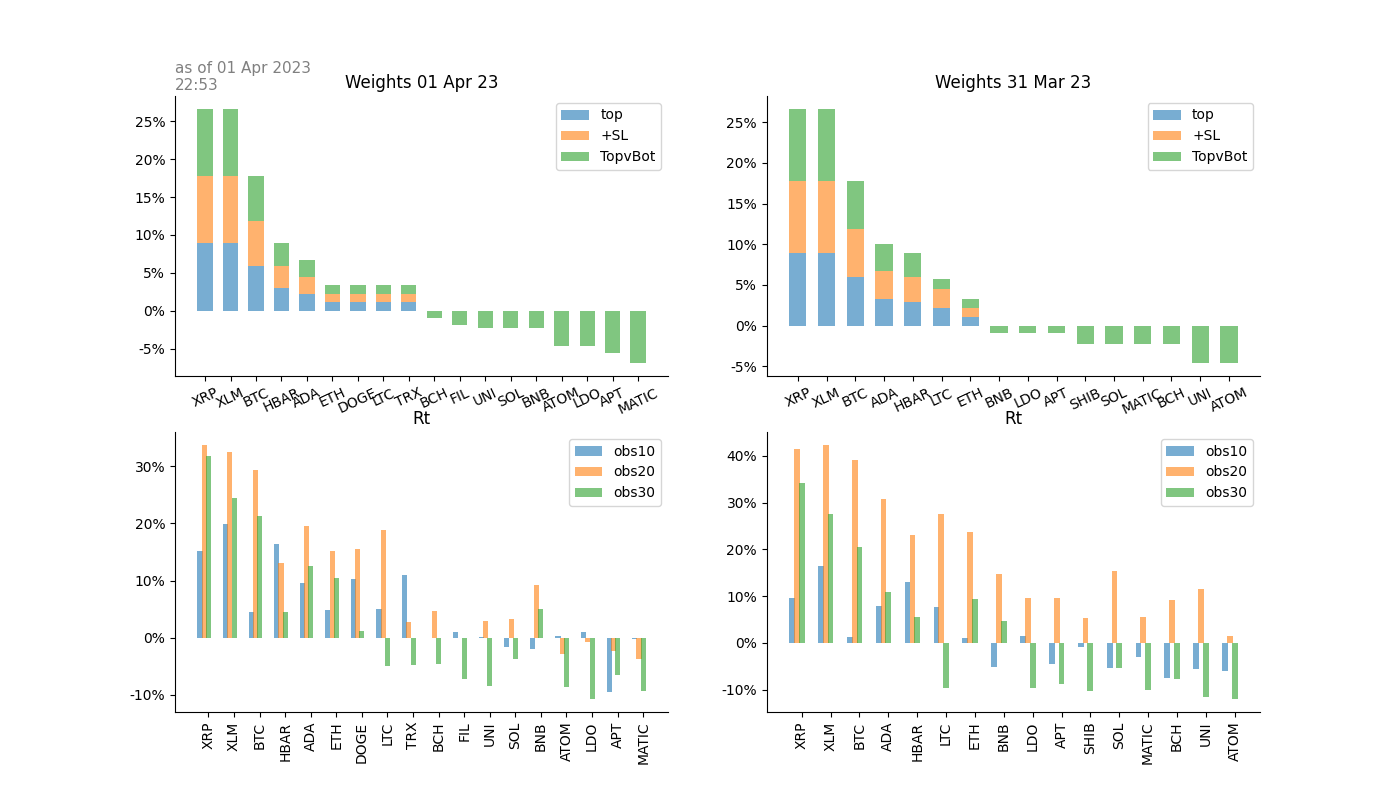 as of 01 Apr 2023
22:53
Weights 01 Apr 23
25%
20%
15%
10%
5%
0%
-5%
top
+SL
TopvBot
XRP XLM BTC HBAR ADA ETH DOGE LTC TRX BCH FIL UNI SOL BNB ATOM LDO APT MATIC
Weights 31 Mar 23
25%
20%
15%
10%
5%
0%
-5%
top
+SL
TopvBot
XRP XLM BTC ADA HBAR LTC ETH BNB LDO APT SHIB SOL MATIC BCH UNI ATOM
Rt
30%
20%
10%
0%
-10%
obs10
obs20
obs30
XRP XLM BTC HBAR ADA ETH DOGE LTC TRX BCH FIL UNI SOL BNB ATOM LDO APT MATIC
Rt
40%
30%
20%
10%
0%
-10%
obs10
obs20
obs30
XRP XLM BTC ADA HBAR LTC ETH BNB LDO APT SHIB SOL MATIC BCH UNI ATOM